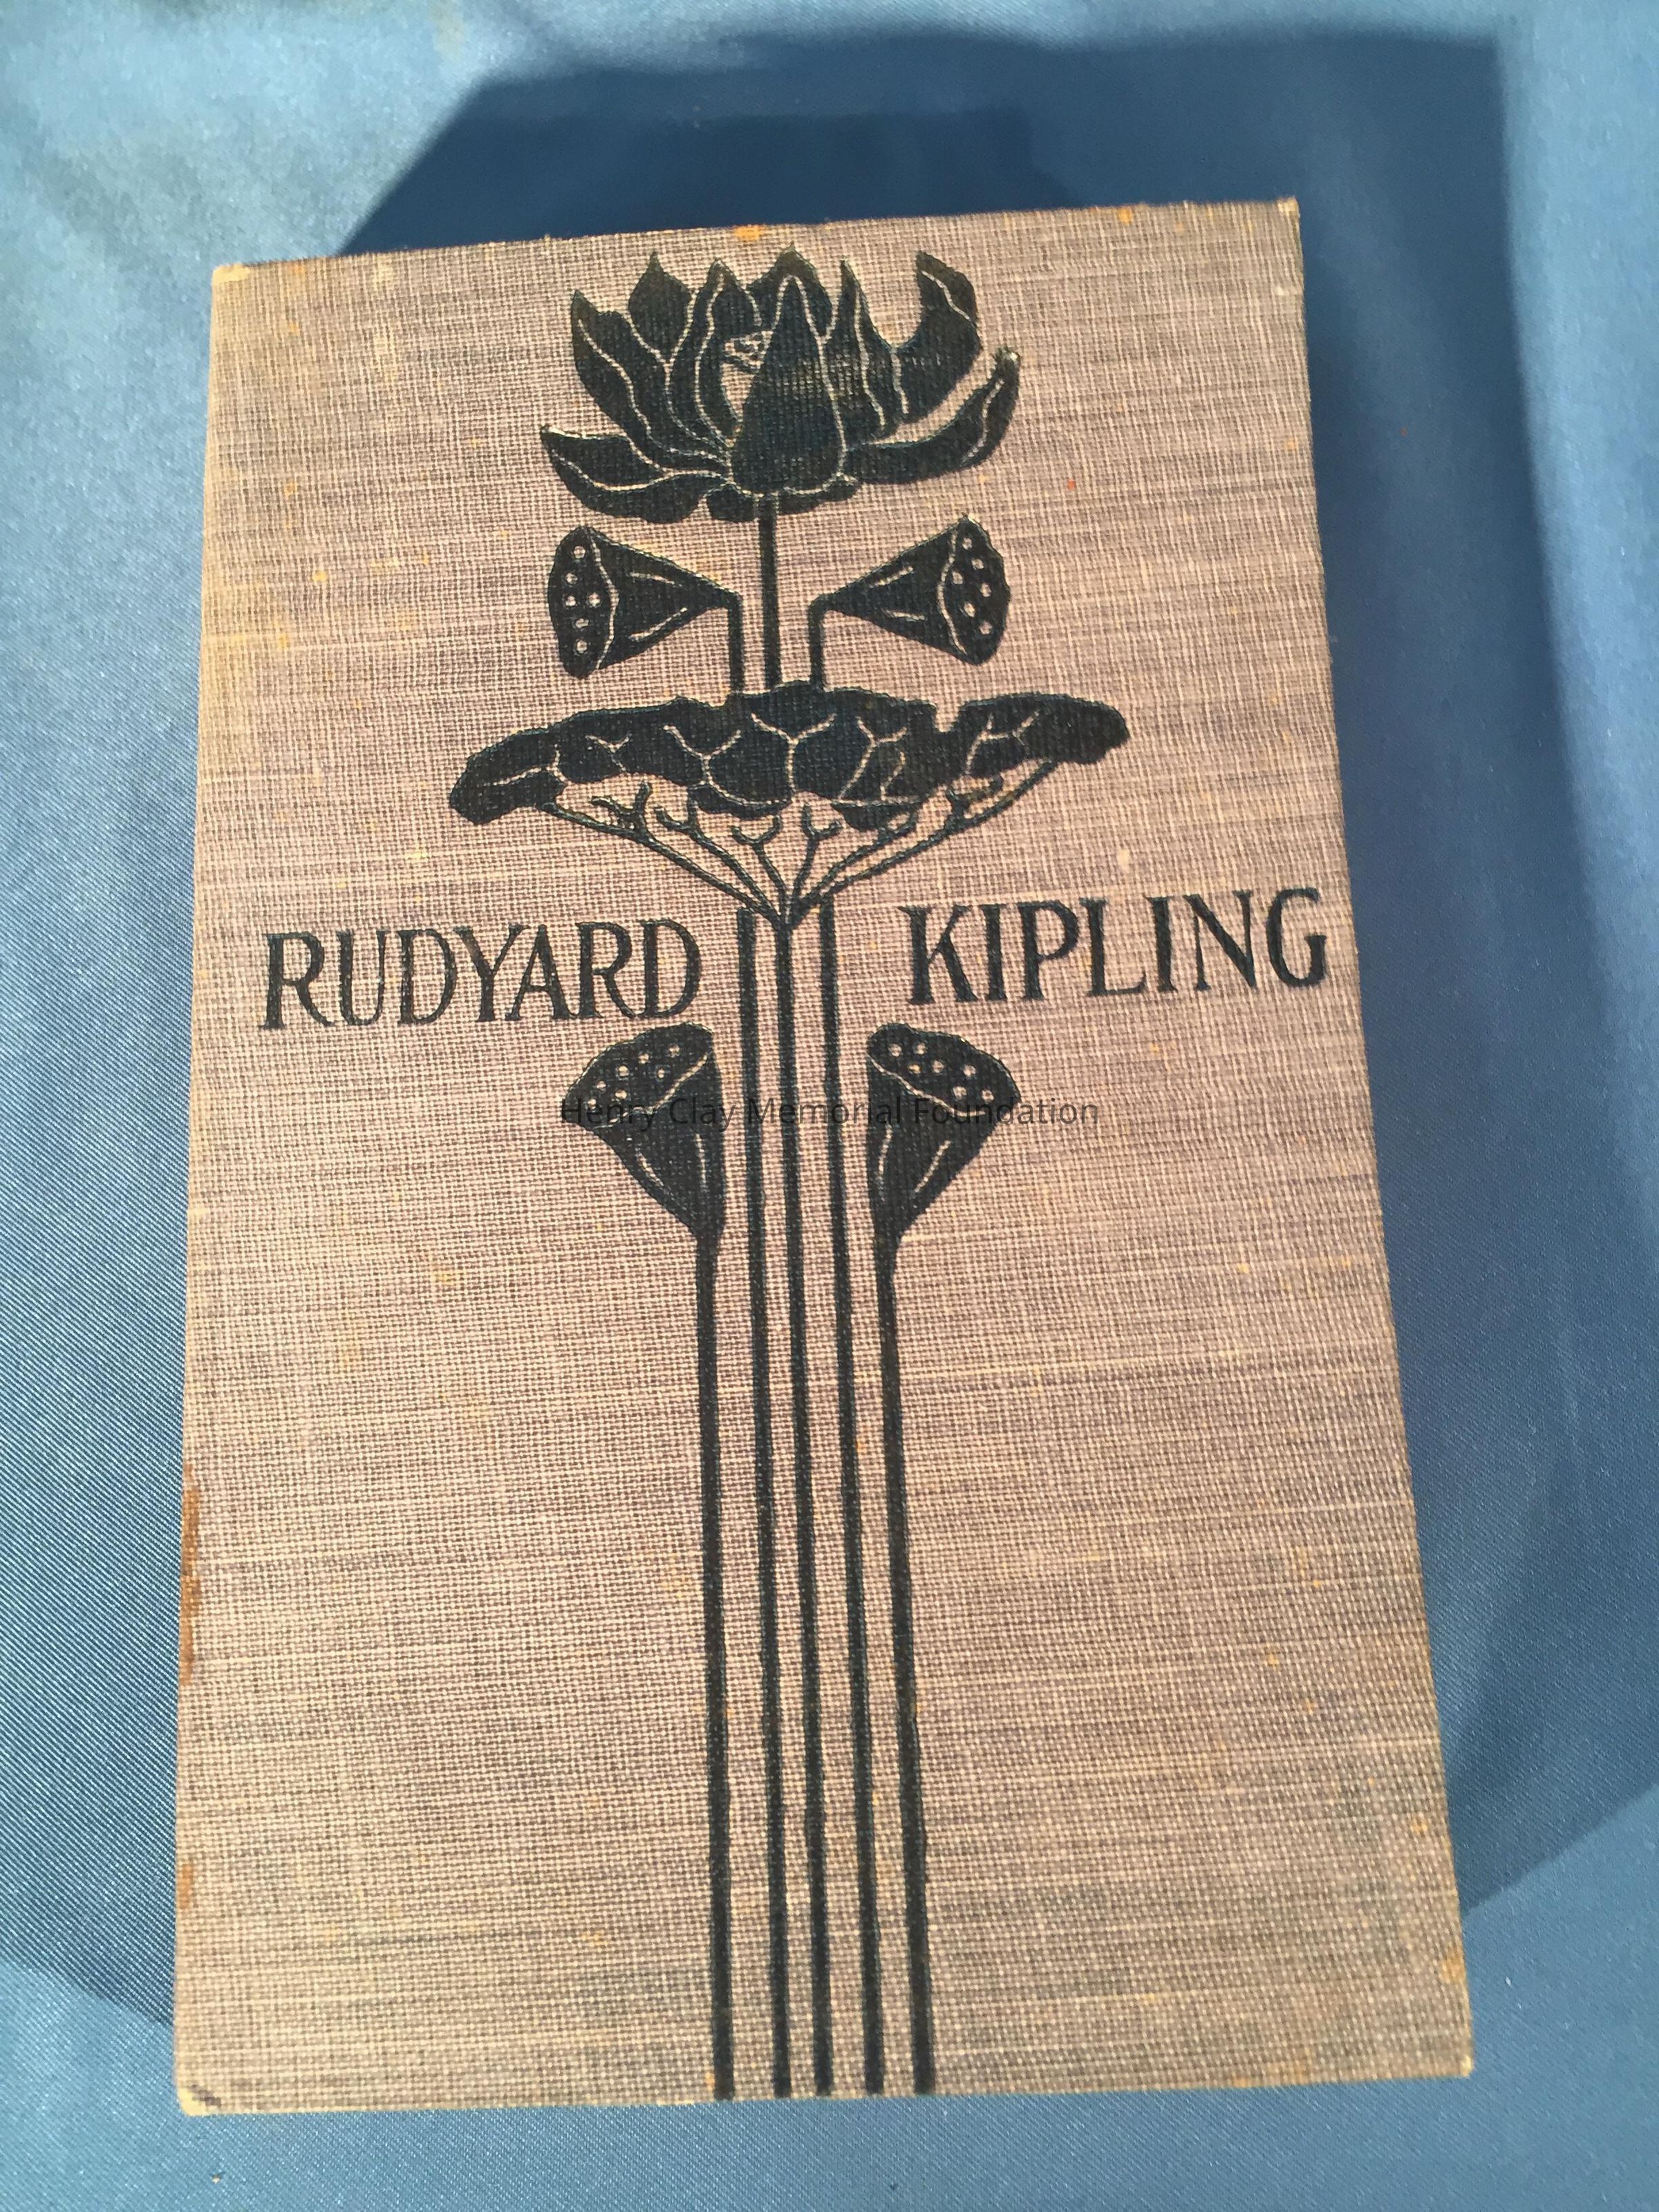 RUDYARD KIPLING
Henry Clay Memorial Foundation